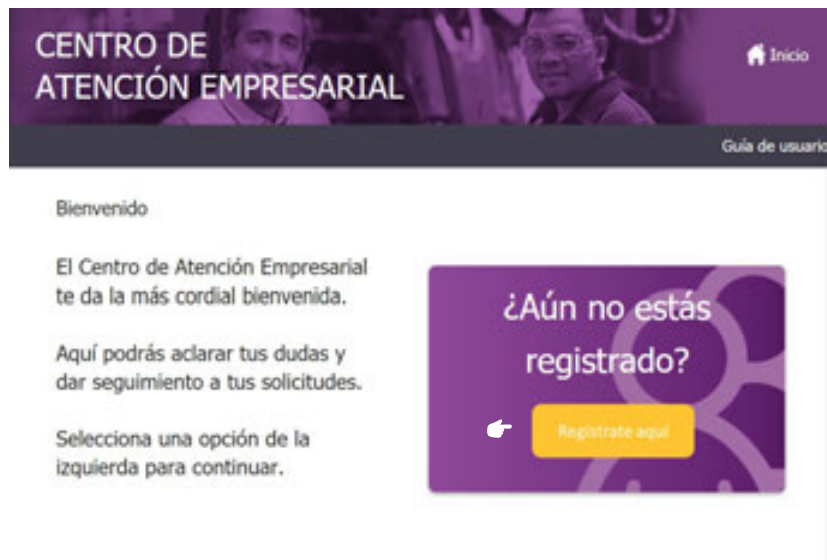 CENTRO DE
ATENCIÓN EMPRESARIAL
Inicio
Guía de usuario
Bienvenido
El Centro de Atención Empresarial
te da la más cordial bienvenida.
Aquí podrás aclarar tus dudas y
dar seguimiento a tus solicitudes.
Selecciona una opción de la
izquierda para continuar.
¿Aún no estás
registrado?
Regístrate aquí